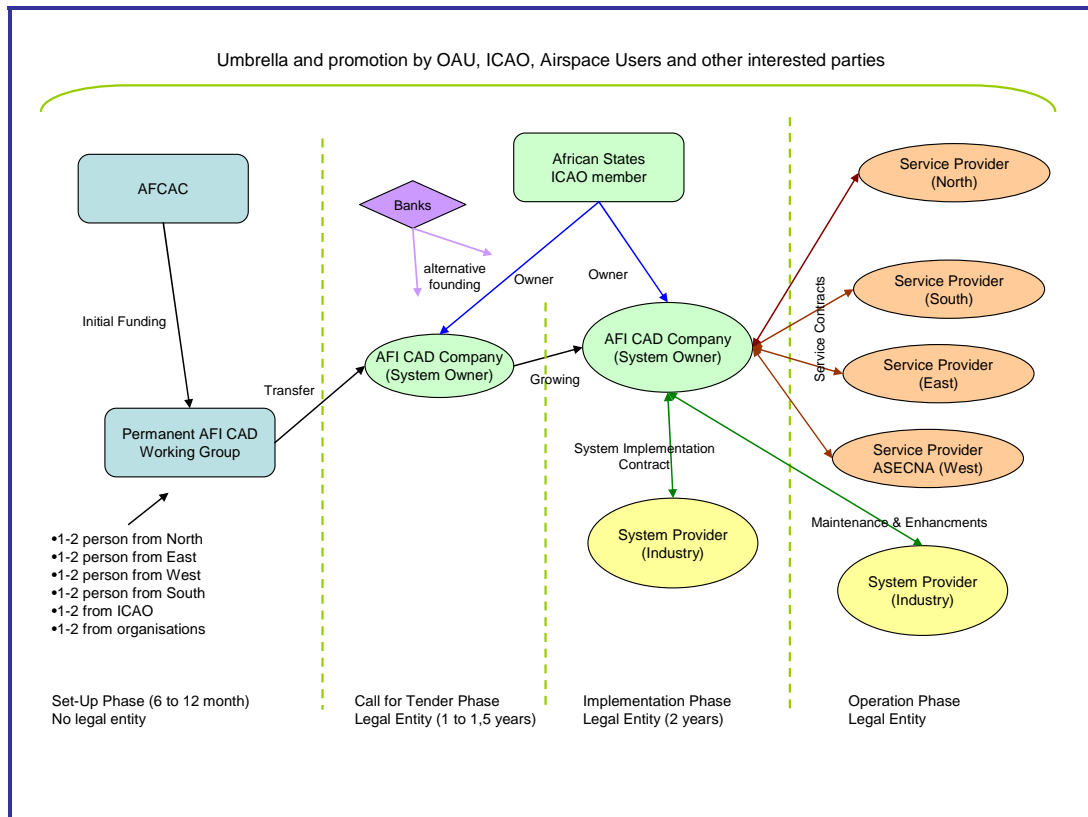 Umbrella and promotion by OAU, ICAO, Airspace Users and other interested parties
AFCAC
African States
ICAO member
Service Provider
(North)
Banks
alternative
founding
Owner
Owner
Service Provider
(South)
Initial Funding
Service Contracts
AFI CAD Company
(System Owner)
AFI CAD Company
(System Owner)
Service Provider
(East)
Transfer
Growing
Permanent AFI CAD
Working Group
System Implementation
Contract
Service Provider
ASECNA (West)
Maintenance & Enhancments
•1-2 person from North
•1-2 person from East
•1-2 person from West
•1-2 person from South
•1-2 from ICAO
•1-2 from organisations
System Provider
(Industry)
System Provider
(Industry)
Set-Up Phase (6 to 12 month)
No legal entity
Call for Tender Phase
Legal Entity (1 to 1,5 years)
Implementation Phase
Legal Entity (2 years)
Operation Phase
Legal Entity